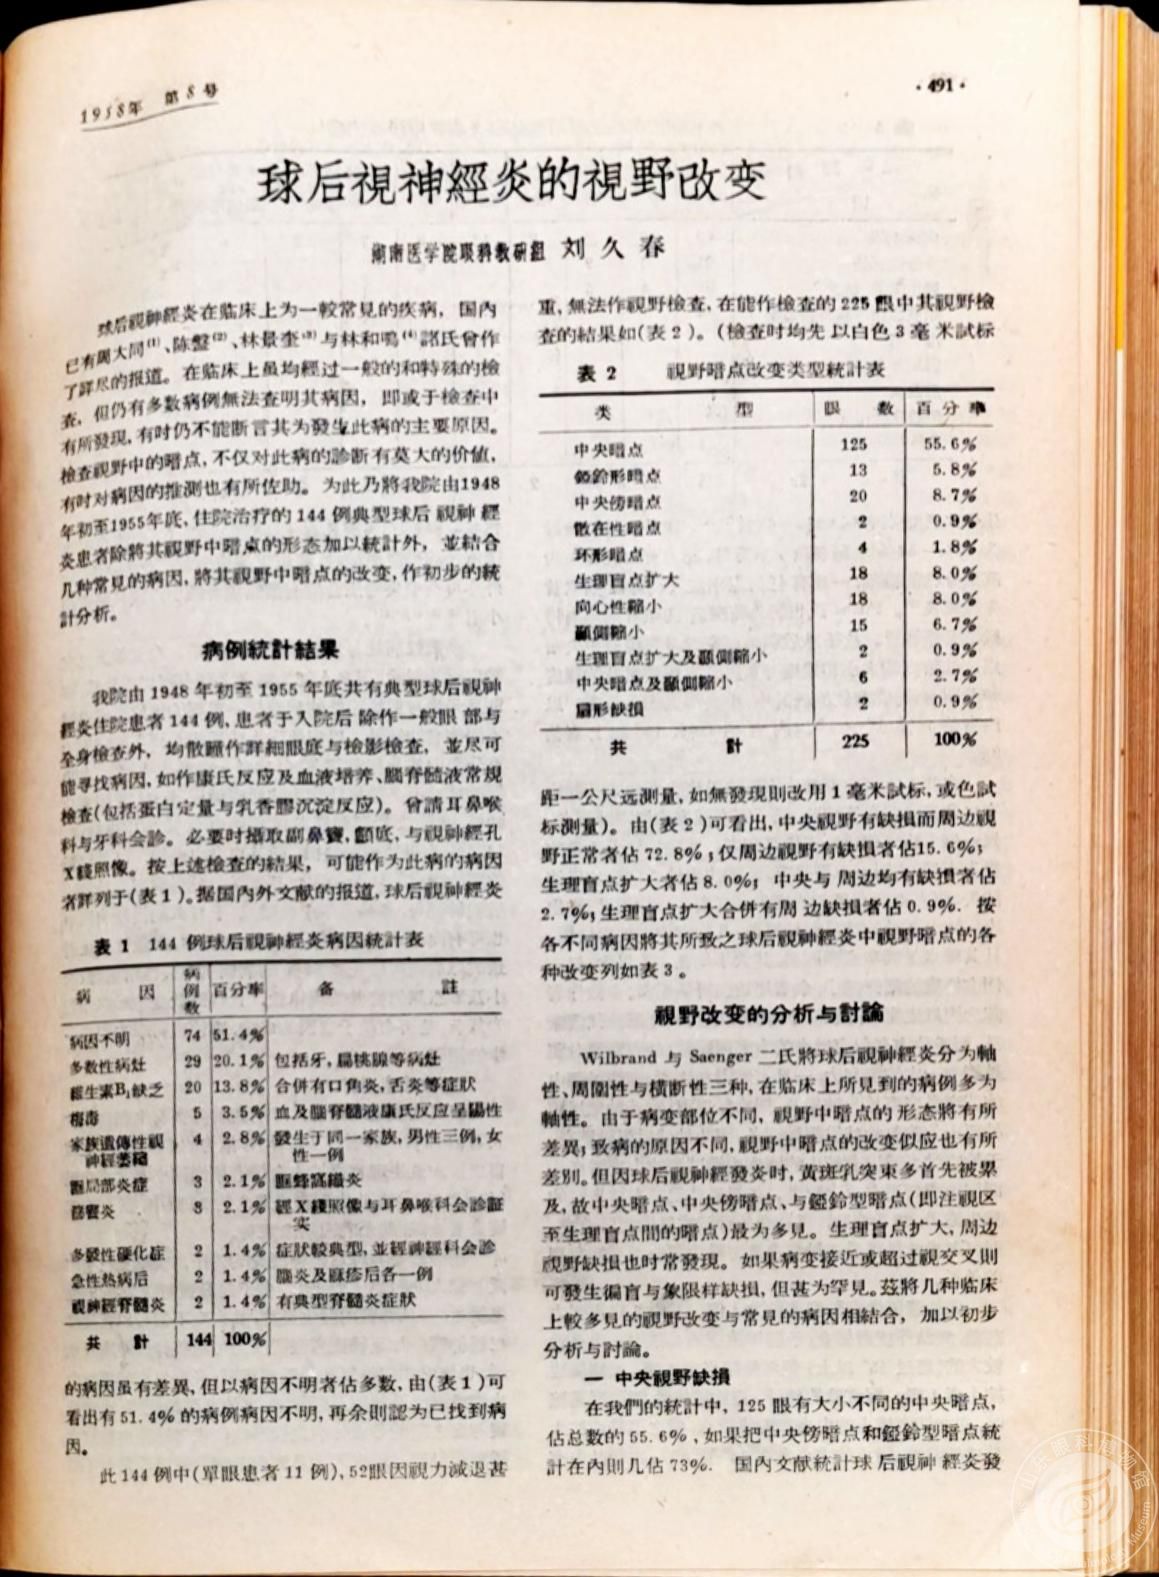 1958年 第8号
·491·
球后視神經炎的視野改变
湖南医学院眼科教研組 刘久春
球后視神經炎在临床上为一較常見的疾病，国內
已有周大同⁽¹⁾、陈盤⁽²⁾、林景奎⁽³⁾与林和鳴⁽⁴⁾諸氏曾作
了詳尽的报道。在临床上虽均經过一般的和特殊的檢
查，但仍有多数病例無法查明其病因，即或于檢查中
有所發現，有时仍不能断言其为發生此病的主要原因。
檢查視野中的暗点，不仅对此病的診断有莫大的价値，
有时对病因的推測也有所佐助。为此乃將我院由1948
年初至1955年底，住院治疗的144例典型球后視神經
炎患者除將其視野中暗点的形态加以統計外，並結合
几种常見的病因，將其視野中暗点的改变，作初步的統
計分析。
病例統計結果
我院由1948年初至1955年底共有典型球后視神
經炎住院患者144例，患者于入院后除作一般眼部与
全身檢查外，均散瞳作詳細眼底与檢影檢查，並尽可
能寻找病因，如作康氏反应及血液培养、腦脊髓液常規
檢查(包括蛋白定量与乳香膠沉淀反应)。曾請耳鼻喉
科与牙科会診。必要时攝取副鼻竇，顱底，与視神經孔
X綫照像。按上述檢查的結果，可能作为此病的病因
者詳列于(表1)。据国內外文献的报道，球后視神經炎
表1 144例球后視神經炎病因統計表
病因 病例数 百分率 备註
病因不明 74 51.4%
多数性病灶 29 20.1% 包括牙，扁桃腺等病灶
維生素B₁缺乏 20 13.8% 合併有口角炎，舌炎等症狀
梅毒 5 3.5% 血及腦脊髓液康氏反应呈陽性
家族遺傳性視 4 2.8% 發生于同一家族，男性三例，女
神經萎縮 性一例
眶局部炎症 3 2.1% 眶蜂窩織炎
副竇炎 3 2.1% 經X綫照像与耳鼻喉科会診証
实
多發性硬化症 2 1.4% 症狀較典型，並經神經科会診
急性热病后 2 1.4% 腦炎及麻疹后各一例
視神經脊髓炎 2 1.4% 有典型脊髓炎症狀
共計 144 100%
的病因虽有差異，但以病因不明者佔多数，由(表1)可
看出有51.4%的病例病因不明，再余則認为已找到病
因。
此144例中(單眼患者11例)，52眼因視力減退甚
重，無法作視野檢查，在能作檢查的225眼中其視野檢
查的結果如(表2)。(檢查时均先以白色3毫米試标
表2 視野暗点改变类型統計表
类型 眼数 百分率
中央暗点 125 55.6%
啞鈴形暗点 13 5.8%
中央傍暗点 20 8.7%
散在性暗点 2 0.9%
环形暗点 4 1.8%
生理盲点扩大 18 8.0%
向心性縮小 18 8.0%
顳側縮小 15 6.7%
生理盲点扩大及顳側縮小 2 0.9%
中央暗点及顳側縮小 6 2.7%
扇形缺損 2 0.9%
共計 225 100%
距一公尺远測量，如無發現則改用1毫米試标，或色試
标測量)。由(表2)可看出，中央視野有缺損而周边視
野正常者佔72.8%；仅周边視野有缺損者佔15.6%；
生理盲点扩大者佔8.0%；中央与周边均有缺損者佔
2.7%；生理盲点扩大合併有周边缺損者佔0.9%．按
各不同病因將其所致之球后視神經炎中視野暗点的各
种改变列如表3。
視野改变的分析与討論
Wilbrand与Saenger二氏將球后視神經炎分为軸
性、周圍性与橫断性三种，在临床上所見到的病例多为
軸性。由于病变部位不同，視野中暗点的形态將有所
差異；致病的原因不同，視野中暗点的改变似应也有所
差別。但因球后視神經發炎时，黄斑乳突束多首先被累
及，故中央暗点、中央傍暗点、与啞鈴型暗点(即注視区
至生理盲点間的暗点)最为多見。生理盲点扩大，周边
視野缺損也时常發現。如果病变接近或超过視交叉則
可發生偏盲与象限样缺損，但甚为罕見。茲將几种临床
上較多見的視野改变与常見的病因相結合，加以初步
分析与討論。
一 中央視野缺損
在我們的統計中，125眼有大小不同的中央暗点，
佔总数的55.6%，如果把中央傍暗点和啞鈴型暗点統
計在內則几佔73%．国內文献統計球后視神經炎發